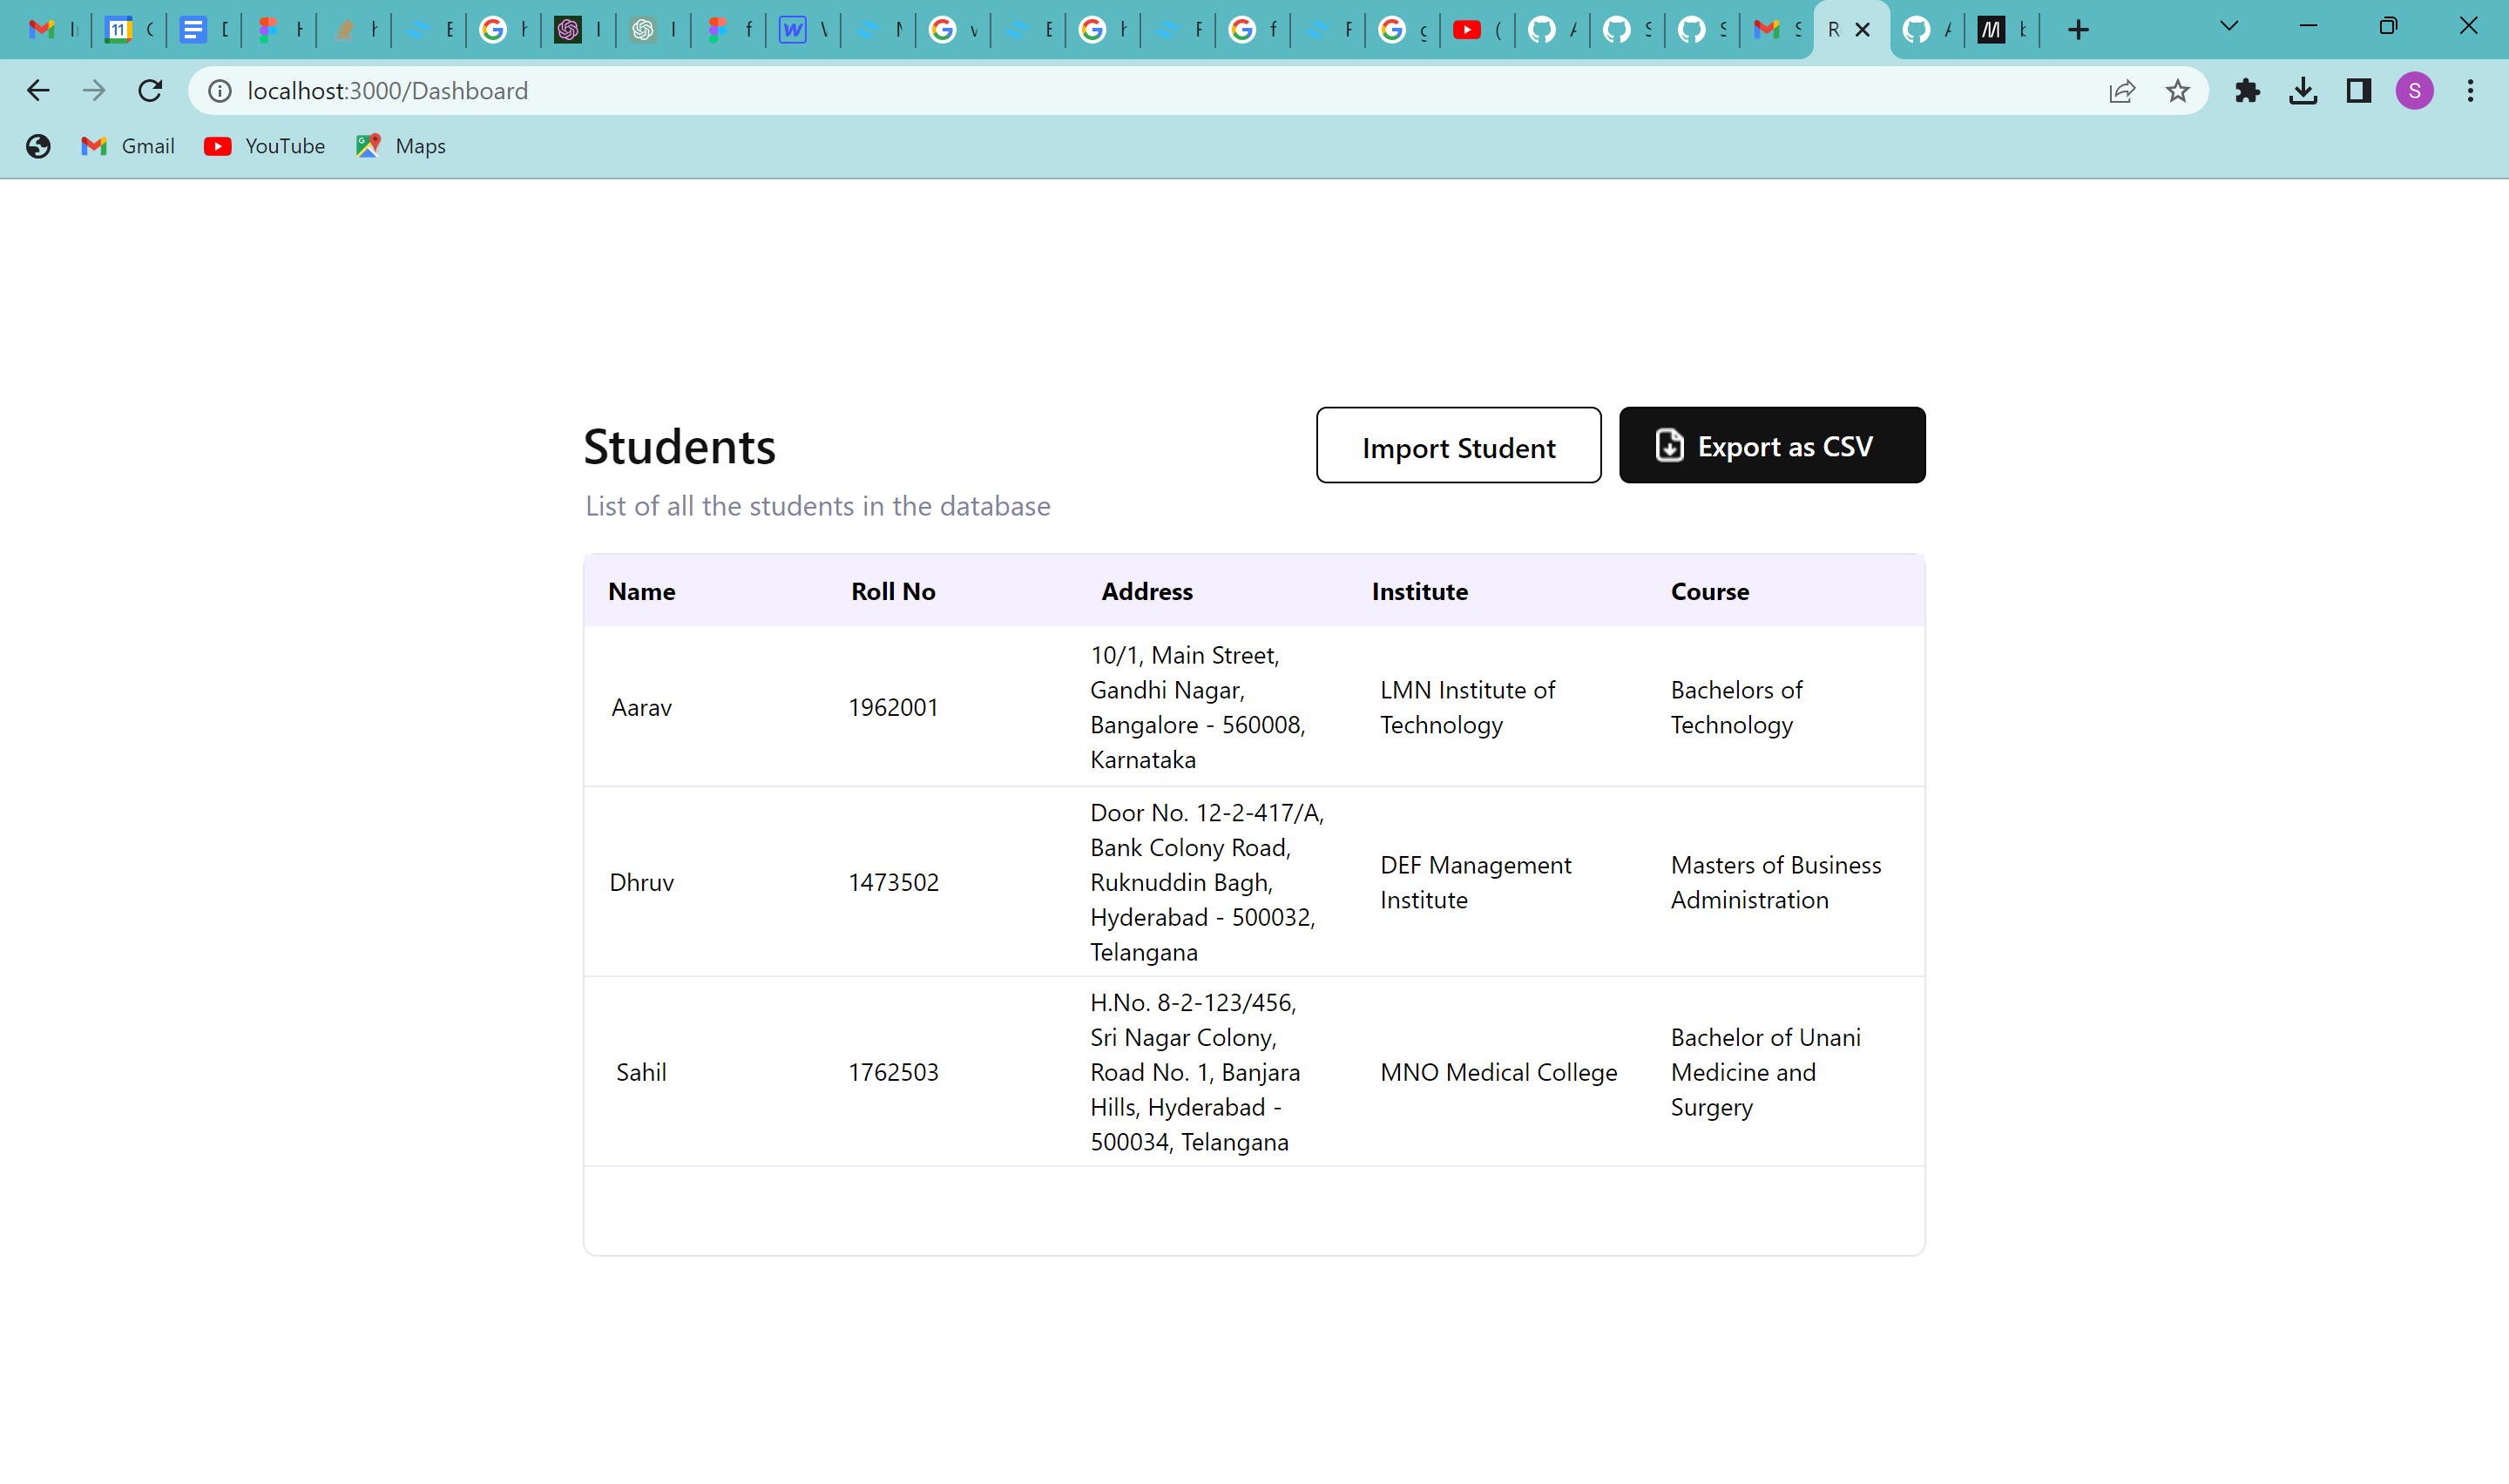 11
localhost:3000/Dashboard
S
Gmail YouTube Maps
Students
Import Student
Export as CSV
List of all the students in the database
Name Roll No Address Institute Course
Aarav
1962001
10/1, Main Street,
Gandhi Nagar,
Bangalore - 560008,
Karnataka
LMN Institute of
Technology
Bachelors of
Technology
Dhruv
1473502
Door No. 12-2-417/A,
Bank Colony Road,
Ruknuddin Bagh,
Hyderabad - 500032,
Telangana
DEF Management
Institute
Masters of Business
Administration
Sahil
1762503
H.No. 8-2-123/456,
Sri Nagar Colony,
Road No. 1, Banjara
Hills, Hyderabad -
500034, Telangana
MNO Medical College
Bachelor of Unani
Medicine and
Surgery